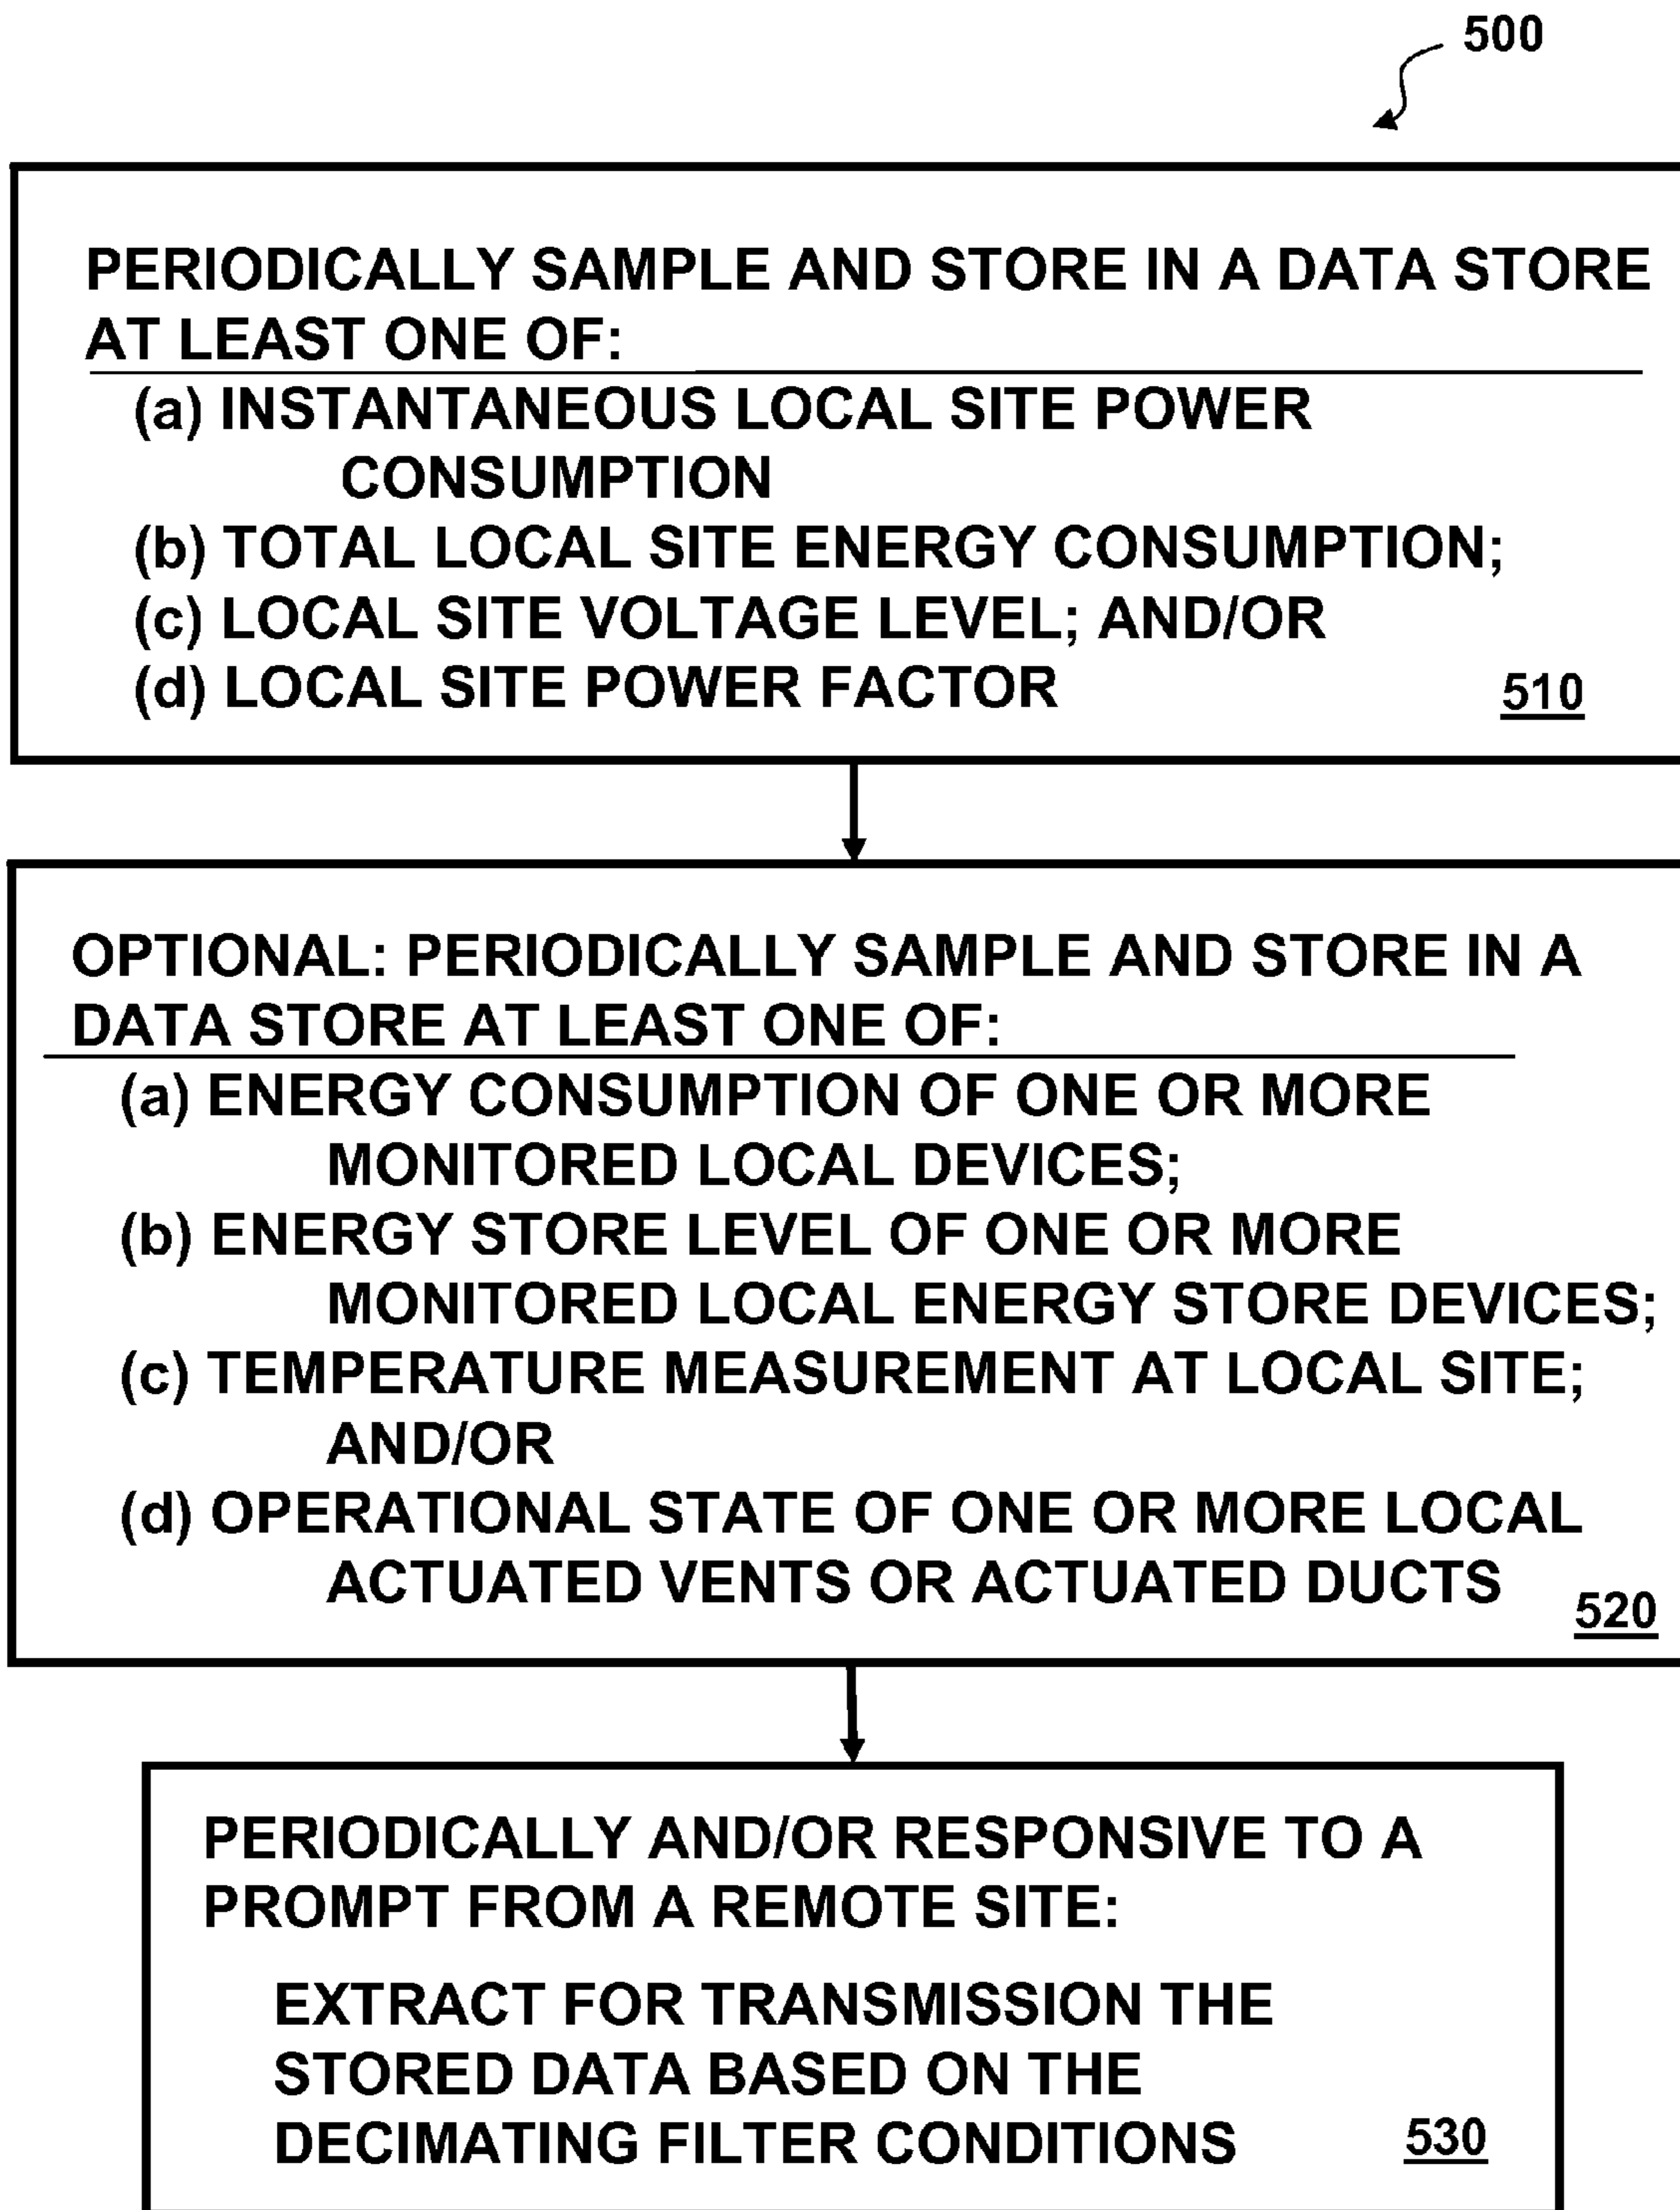 500
PERIODICALLY SAMPLE AND STORE IN A DATA STORE
AT LEAST ONE OF:
(a) INSTANTANEOUS LOCAL SITE POWER
CONSUMPTION
(b) TOTAL LOCAL SITE ENERGY CONSUMPTION;
(c) LOCAL SITE VOLTAGE LEVEL; AND/OR
(d) LOCAL SITE POWER FACTOR
510
OPTIONAL: PERIODICALLY SAMPLE AND STORE IN A
DATA STORE AT LEAST ONE OF:
(a) ENERGY CONSUMPTION OF ONE OR MORE
MONITORED LOCAL DEVICES;
(b) ENERGY STORE LEVEL OF ONE OR MORE
MONITORED LOCAL ENERGY STORE DEVICES;
(c) TEMPERATURE MEASUREMENT AT LOCAL SITE;
AND/OR
(d) OPERATIONAL STATE OF ONE OR MORE LOCAL
ACTUATED VENTS OR ACTUATED DUCTS
520
PERIODICALLY AND/OR RESPONSIVE TO A
PROMPT FROM A REMOTE SITE:
EXTRACT FOR TRANSMISSION THE
STORED DATA BASED ON THE
DECIMATING FILTER CONDITIONS
530